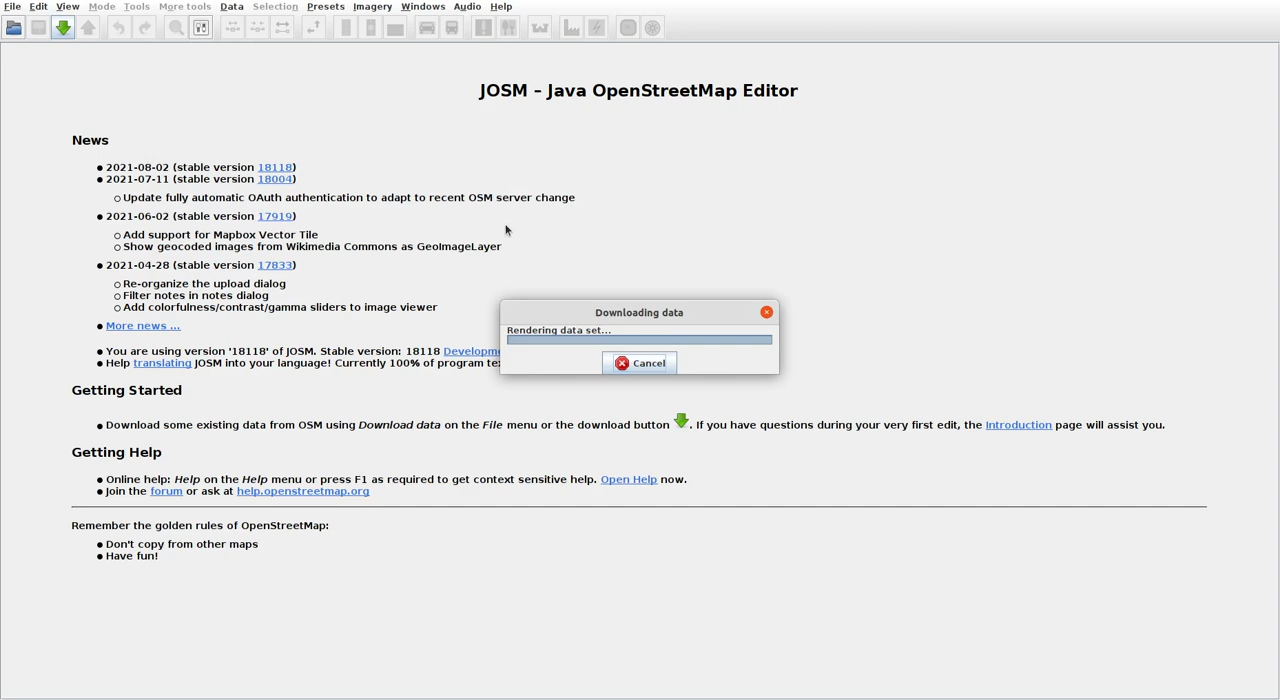 File Edit View Mode Tools More tools Data Selection Presets Imagery Windows Audio Help
JOSM – Java OpenStreetMap Editor
News
2021-08-02 (stable version 18118)
2021-07-11 (stable version 18004)
Update fully automatic OAuth authentication to adapt to recent OSM server change
2021-06-02 (stable version 17919)
Add support for Mapbox Vector Tile
Show geocoded images from Wikimedia Commons as GeoImageLayer
2021-04-28 (stable version 17833)
Re-organize the upload dialog
Filter notes in notes dialog
Add colorfulness/contrast/gamma sliders to image viewer
More news ...
You are using version '18118' of JOSM. Stable version: 18118
Help translating JOSM into your language! Currently 100% of program
Downloading data
Rendering data set...
Cancel
Getting Started
Download some existing data from OSM using Download data on the File menu or the download button . If you have questions during your very first edit, the Introduction page will assist you.
Getting Help
Online help: Help on the Help menu or press F1 as required to get context sensitive help. Open Help now.
Join the forum or ask at help.openstreetmap.org
Remember the golden rules of OpenStreetMap:
Don't copy from other maps
Have fun!